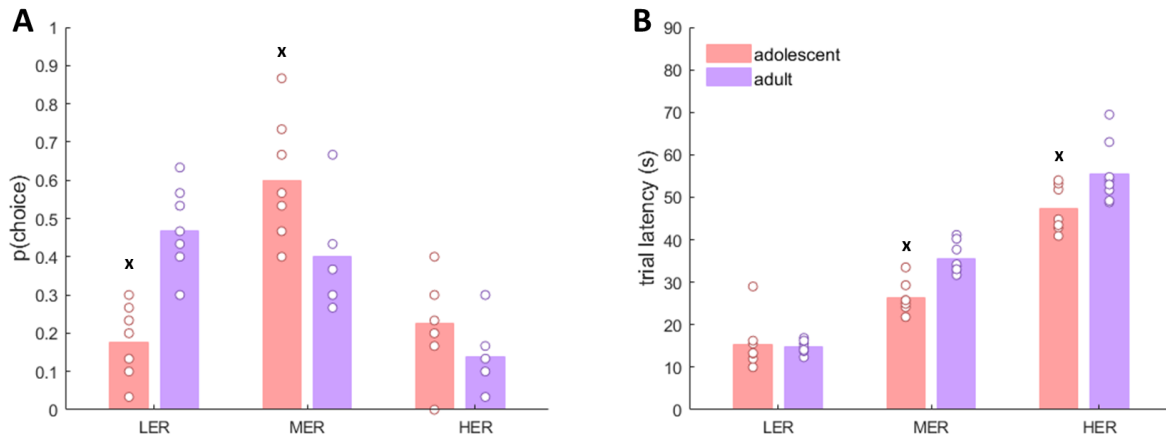 A
p(choice)
1
0.9
0.8
0.7
0.6
0.5
0.4
0.3
0.2
0.1
0
x
x
LER MER HER
B
trial latency (s)
90
80
70
60
50
40
30
20
10
0
adolescent
adult
x
x
LER MER HER